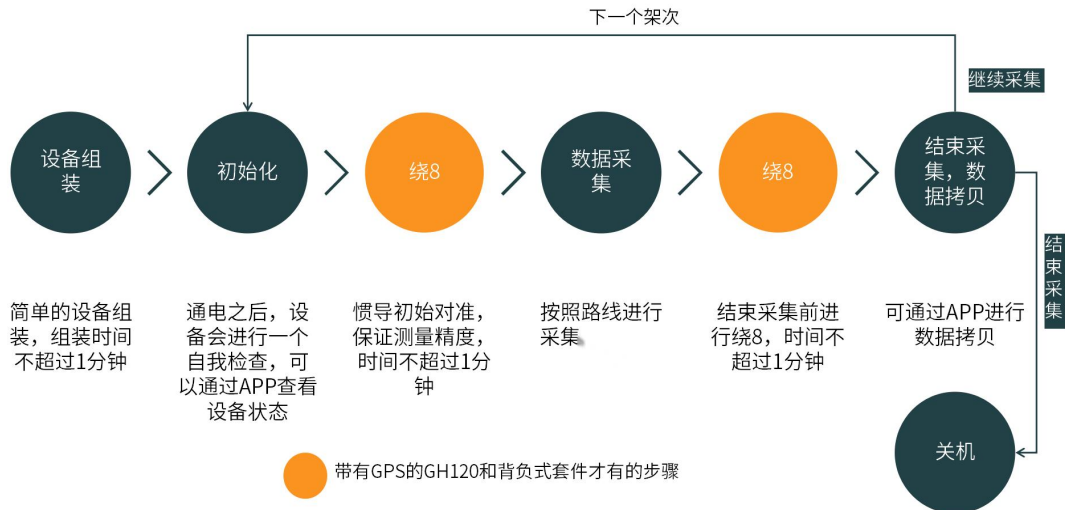 下一个架次
继续采集
设备组
装
初始化
绕8
数据采
集
绕8
结束采
集，数
据拷贝
结
束
采
集
简单的设备组
装，组装时间
不超过1分钟
通电之后，设
备会进行一个
自我检查，可
以通过APP查看
设备状态
惯导初始对准，
保证测量精度，
时间不超过1分
钟
按照路线进行
采集
结束采集前进
行绕8，时间不
超过1分钟
可通过APP进行
数据拷贝
关机
带有GPS的GH120和背负式套件才有的步骤